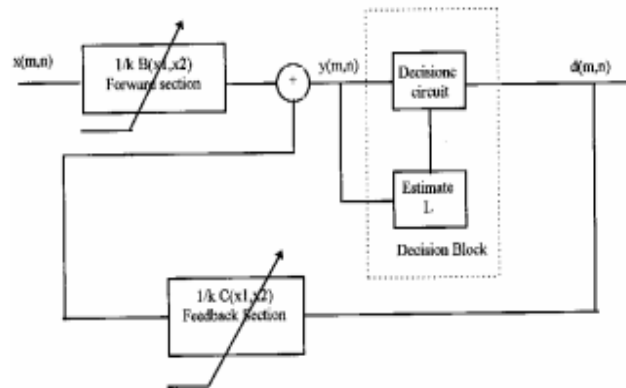 x(m,n)
1/k B(x1,x2)
Forward section
+
y(m,n)
Decisione
circuit
d(m,n)
Estimate
L
Decision Block
1/k C(x1,x2)
Feedback Section